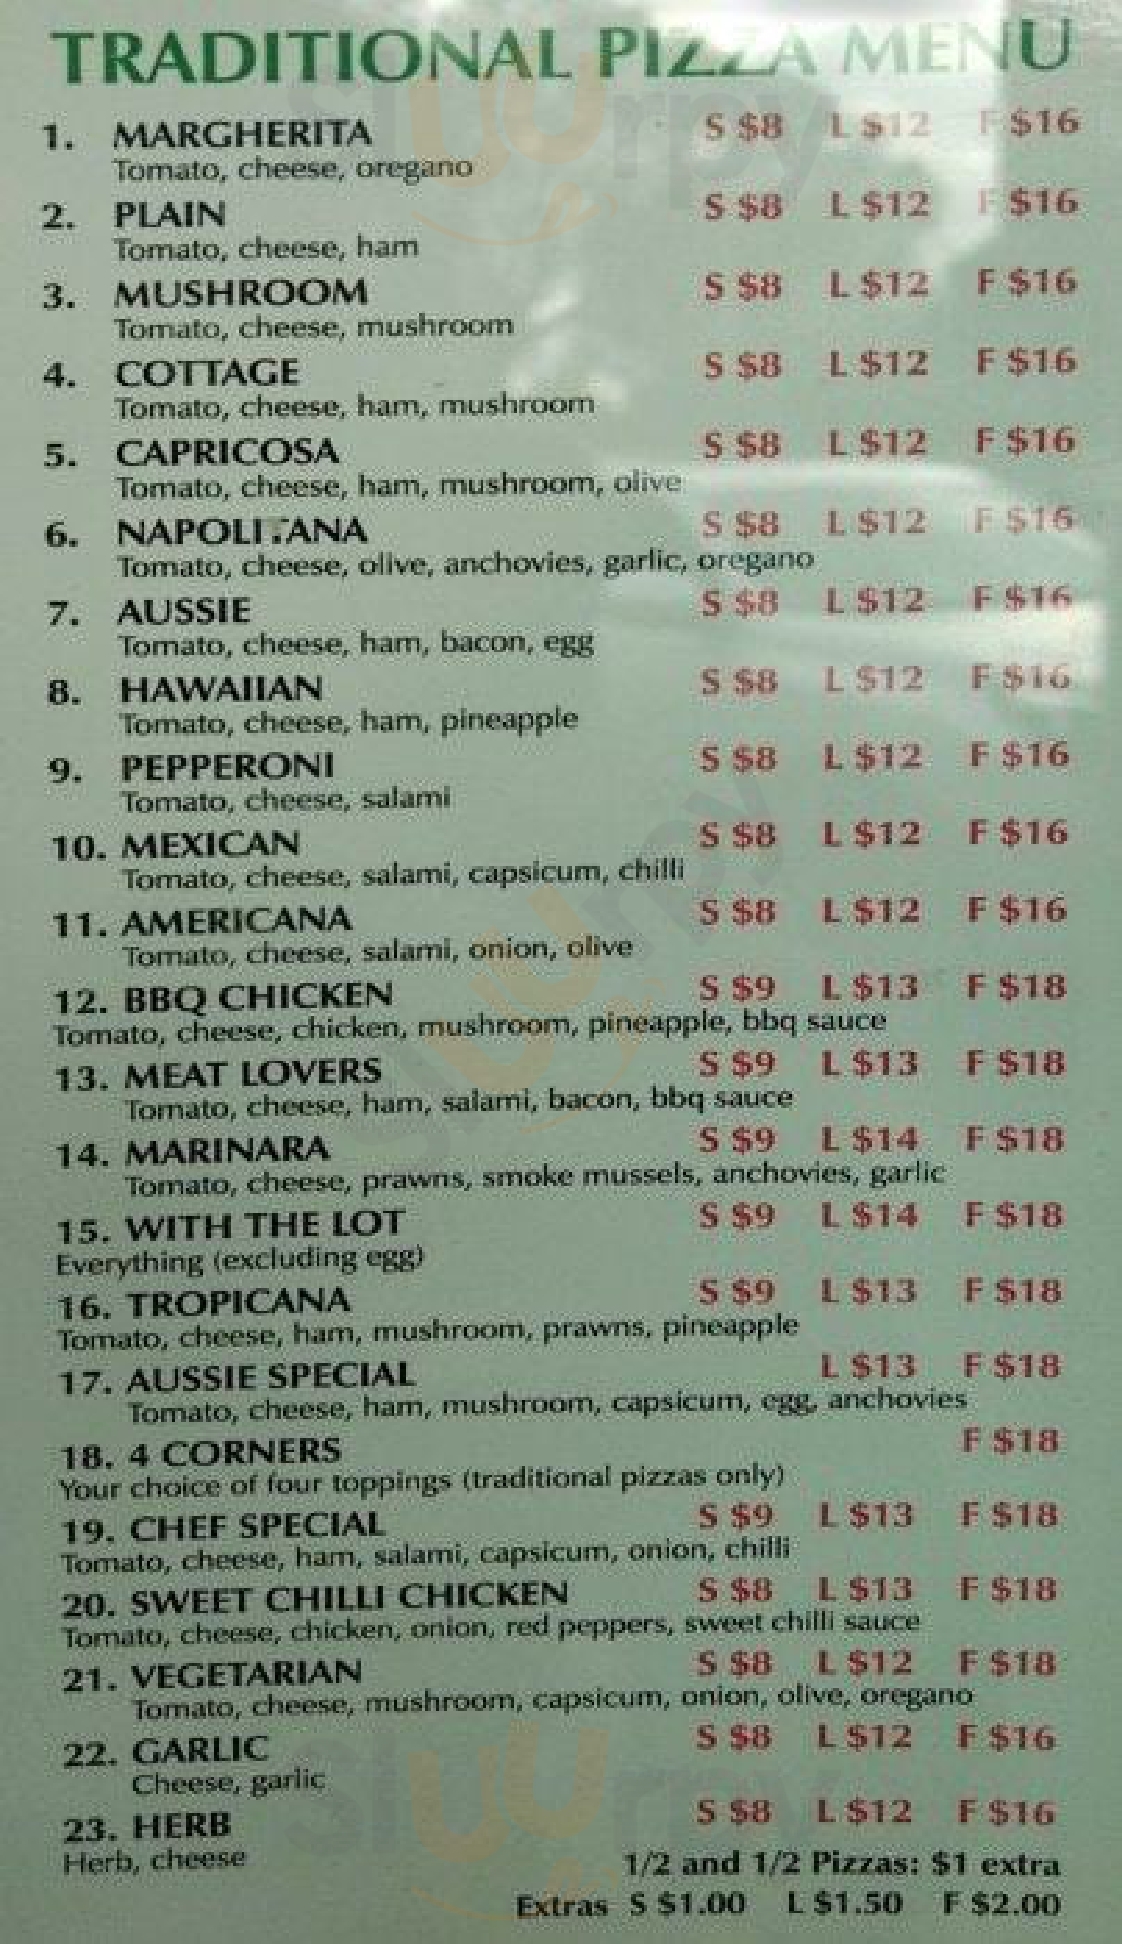 TRADITIONAL PIZZA MENU
1. MARGHERITA S $8 L $12 F $16
Tomato, cheese, oregano
2. PLAIN S $8 L $12 F $16
Tomato, cheese, ham
3. MUSHROOM S $8 L $12 F $16
Tomato, cheese, mushroom
4. COTTAGE S $8 L $12 F $16
Tomato, cheese, ham, mushroom
5. CAPRICOSA S $8 L $12 F $16
Tomato, cheese, ham, mushroom, olive
6. NAPOLITANA S $8 L $12 F $16
Tomato, cheese, olive, anchovies, garlic, oregano
7. AUSSIE S $8 L $12 F $16
Tomato, cheese, ham, bacon, egg
8. HAWAIIAN S $8 L $12 F $16
Tomato, cheese, ham, pineapple
9. PEPPERONI S $8 L $12 F $16
Tomato, cheese, salami
10. MEXICAN S $8 L $12 F $16
Tomato, cheese, salami, capsicum, chilli
11. AMERICANA S $8 L $12 F $16
Tomato, cheese, salami, onion, olive
12. BBQ CHICKEN S $9 L $13 F $18
Tomato, cheese, chicken, mushroom, pineapple, bbq sauce
13. MEAT LOVERS S $9 L $13 F $18
Tomato, cheese, ham, salami, bacon, bbq sauce
14. MARINARA S $9 L $14 F $18
Tomato, cheese, prawns, smoke mussels, anchovies, garlic
15. WITH THE LOT S $9 L $14 F $18
Everything (excluding egg)
16. TROPICANA S $9 L $13 F $18
Tomato, cheese, ham, mushroom, prawns, pineapple
17. AUSSIE SPECIAL L $13 F $18
Tomato, cheese, ham, mushroom, capsicum, egg, anchovies
18. 4 CORNERS F $18
Your choice of four toppings (traditional pizzas only)
19. CHEF SPECIAL S $9 L $13 F $18
Tomato, cheese, ham, salami, capsicum, onion, chilli
20. SWEET CHILLI CHICKEN S $8 L $13 F $18
Tomato, cheese, chicken, onion, red peppers, sweet chilli sauce
21. VEGETARIAN S $8 L $12 F $18
Tomato, cheese, mushroom, capsicum, onion, olive, oregano
22. GARLIC S $8 L $12 F $16
Cheese, garlic
23. HERB S $8 L $12 F $16
Herb, cheese
1/2 and 1/2 Pizzas: $1 extra
Extras S $1.00 L $1.50 F $2.00
sluurpy
sluurpy
sluurpy